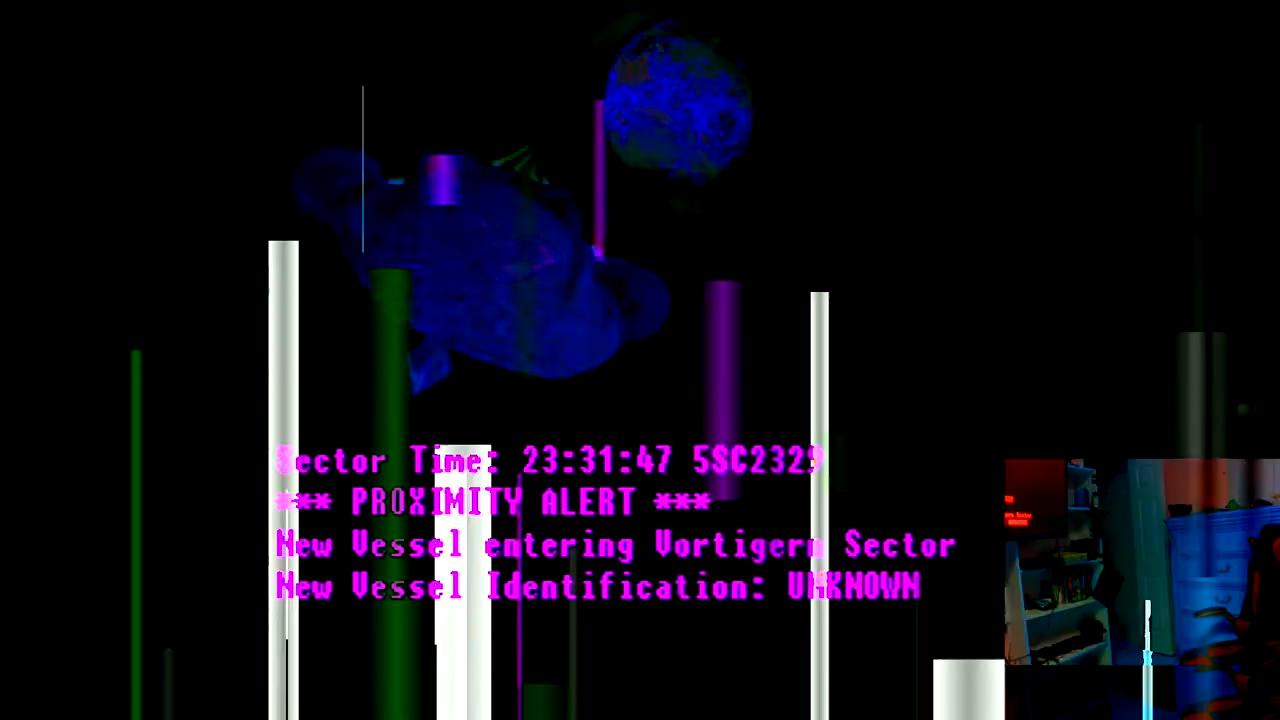 Sector Time: 23:31:47 5SC2329
*** PROXIMITY ALERT ***
New Vessel entering Vortigern Sector
New Vessel Identification: UNKNOWN